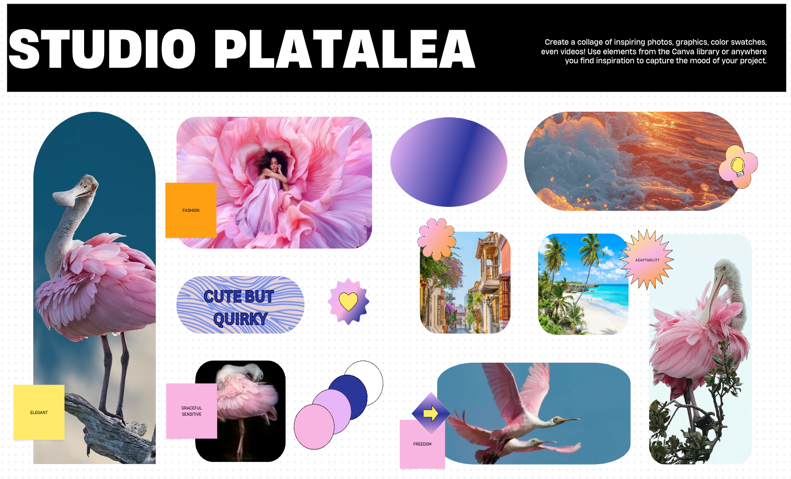 STUDIO PLATALEA
Create a collage of inspiring photos, graphics, color swatches,
even videos! Use elements from the Canva library or anywhere
you find inspiration to capture the mood of your project.
FASHION
ADAPTABILITY
CUTE BUT
QUIRKY
ELEGANT
GRACEFUL
SENSITIVE
FREEDOM